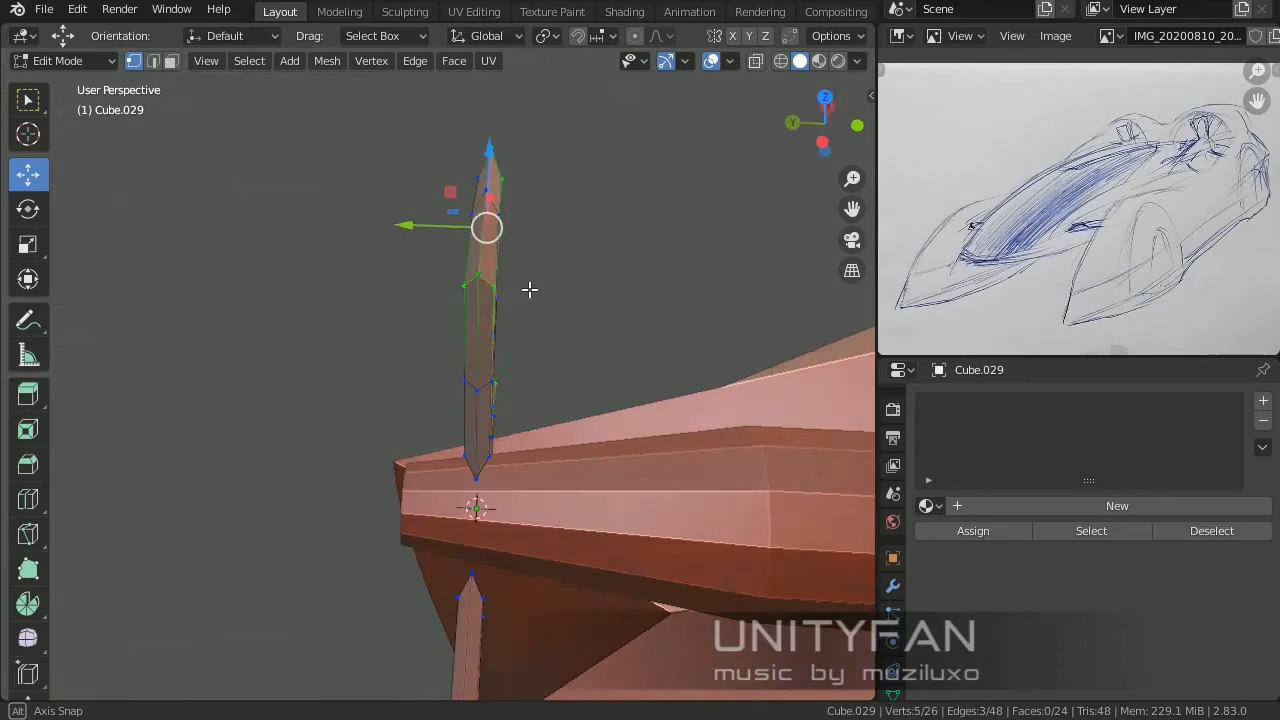 File Edit Render Window Help Layout Modeling Sculpting UV Editing Texture Paint Shading Animation Rendering Compositing Scene View Layer
Orientation: Default Drag: Select Box Global X Y Z Options View View Image IMG_20200810_20...
Edit Mode View Select Add Mesh Vertex Edge Face UV
User Perspective
(1) Cube.029
Z
Y
Cube.029
New
Assign Select Deselect
UNITYFAN
music by muziluxo
Alt Axis Snap Cube.029 | Verts:5/26 | Edges:3/48 | Faces:0/24 | Tris:48 | Mem: 229.1 MiB | 2.83.0